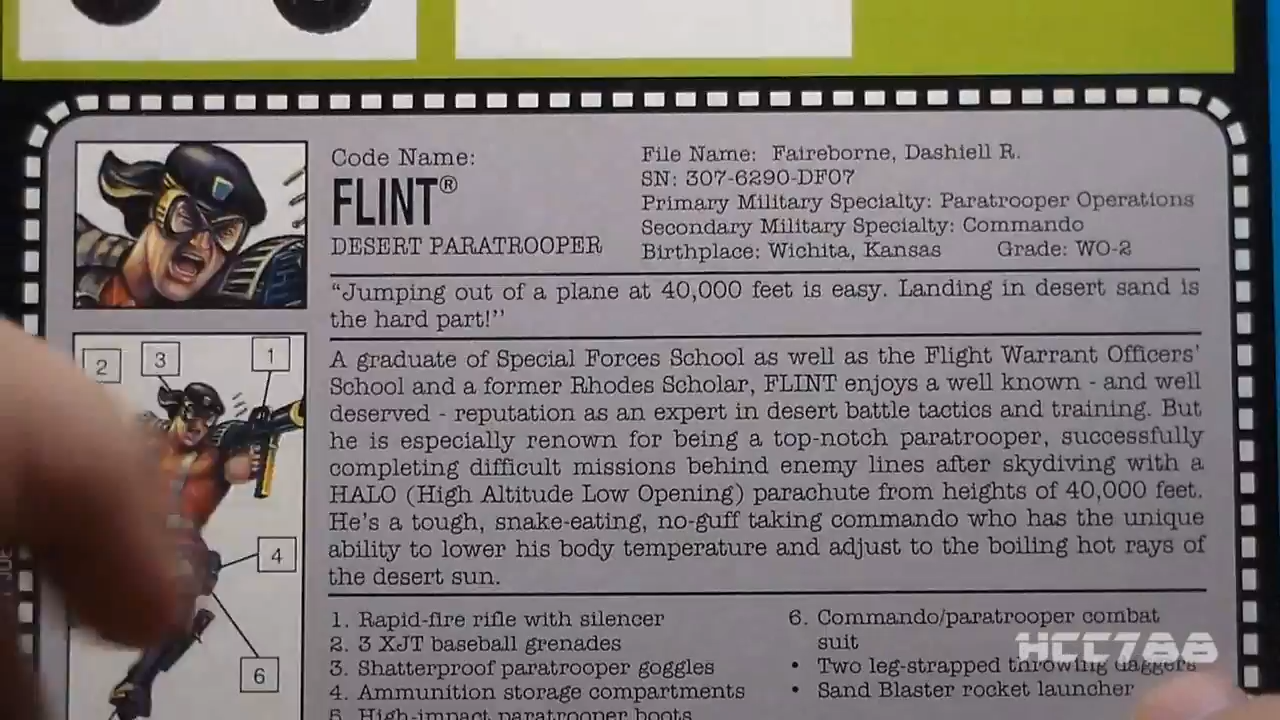 Code Name:
FLINT®
DESERT PARATROOPER
File Name: Faireborne, Dashiell R.
SN: 307-6290-DF07
Primary Military Specialty: Paratrooper Operations
Secondary Military Specialty: Commando
Birthplace: Wichita, Kansas Grade: WO-2
"Jumping out of a plane at 40,000 feet is easy. Landing in desert sand is
the hard part!"
A graduate of Special Forces School as well as the Flight Warrant Officers'
School and a former Rhodes Scholar, FLINT enjoys a well known - and well
deserved - reputation as an expert in desert battle tactics and training. But
he is especially renown for being a top-notch paratrooper, successfully
completing difficult missions behind enemy lines after skydiving with a
HALO (High Altitude Low Opening) parachute from heights of 40,000 feet.
He's a tough, snake-eating, no-guff taking commando who has the unique
ability to lower his body temperature and adjust to the boiling hot rays of
the desert sun.
2 3 1
4
6
1. Rapid-fire rifle with silencer
2. 3 XJT baseball grenades
3. Shatterproof paratrooper goggles
4. Ammunition storage compartments
5. High-impact paratrooper boots
6. Commando/paratrooper combat
suit
• Two leg-strapped throwing daggers
• Sand Blaster rocket launcher
HCC788